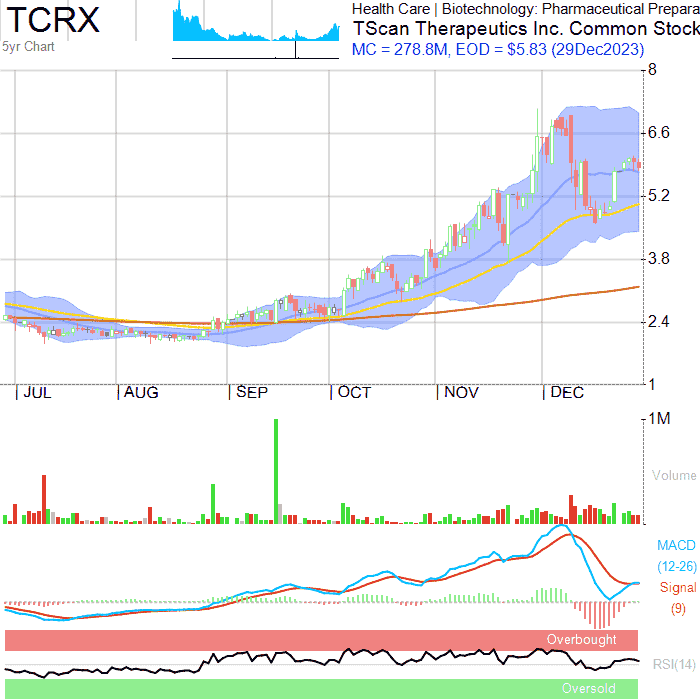 TCRX
5yr Chart
Health Care | Biotechnology: Pharmaceutical Prepara
TScan Therapeutics Inc. Common Stock
MC = 278.8M, EOD = $5.83 (29Dec2023)
8
6.6
5.2
3.8
2.4
1
JUL
AUG
SEP
OCT
NOV
DEC
1M
Volume
MACD
(12-26)
Signal
(9)
Overbought
RSI(14)
Oversold